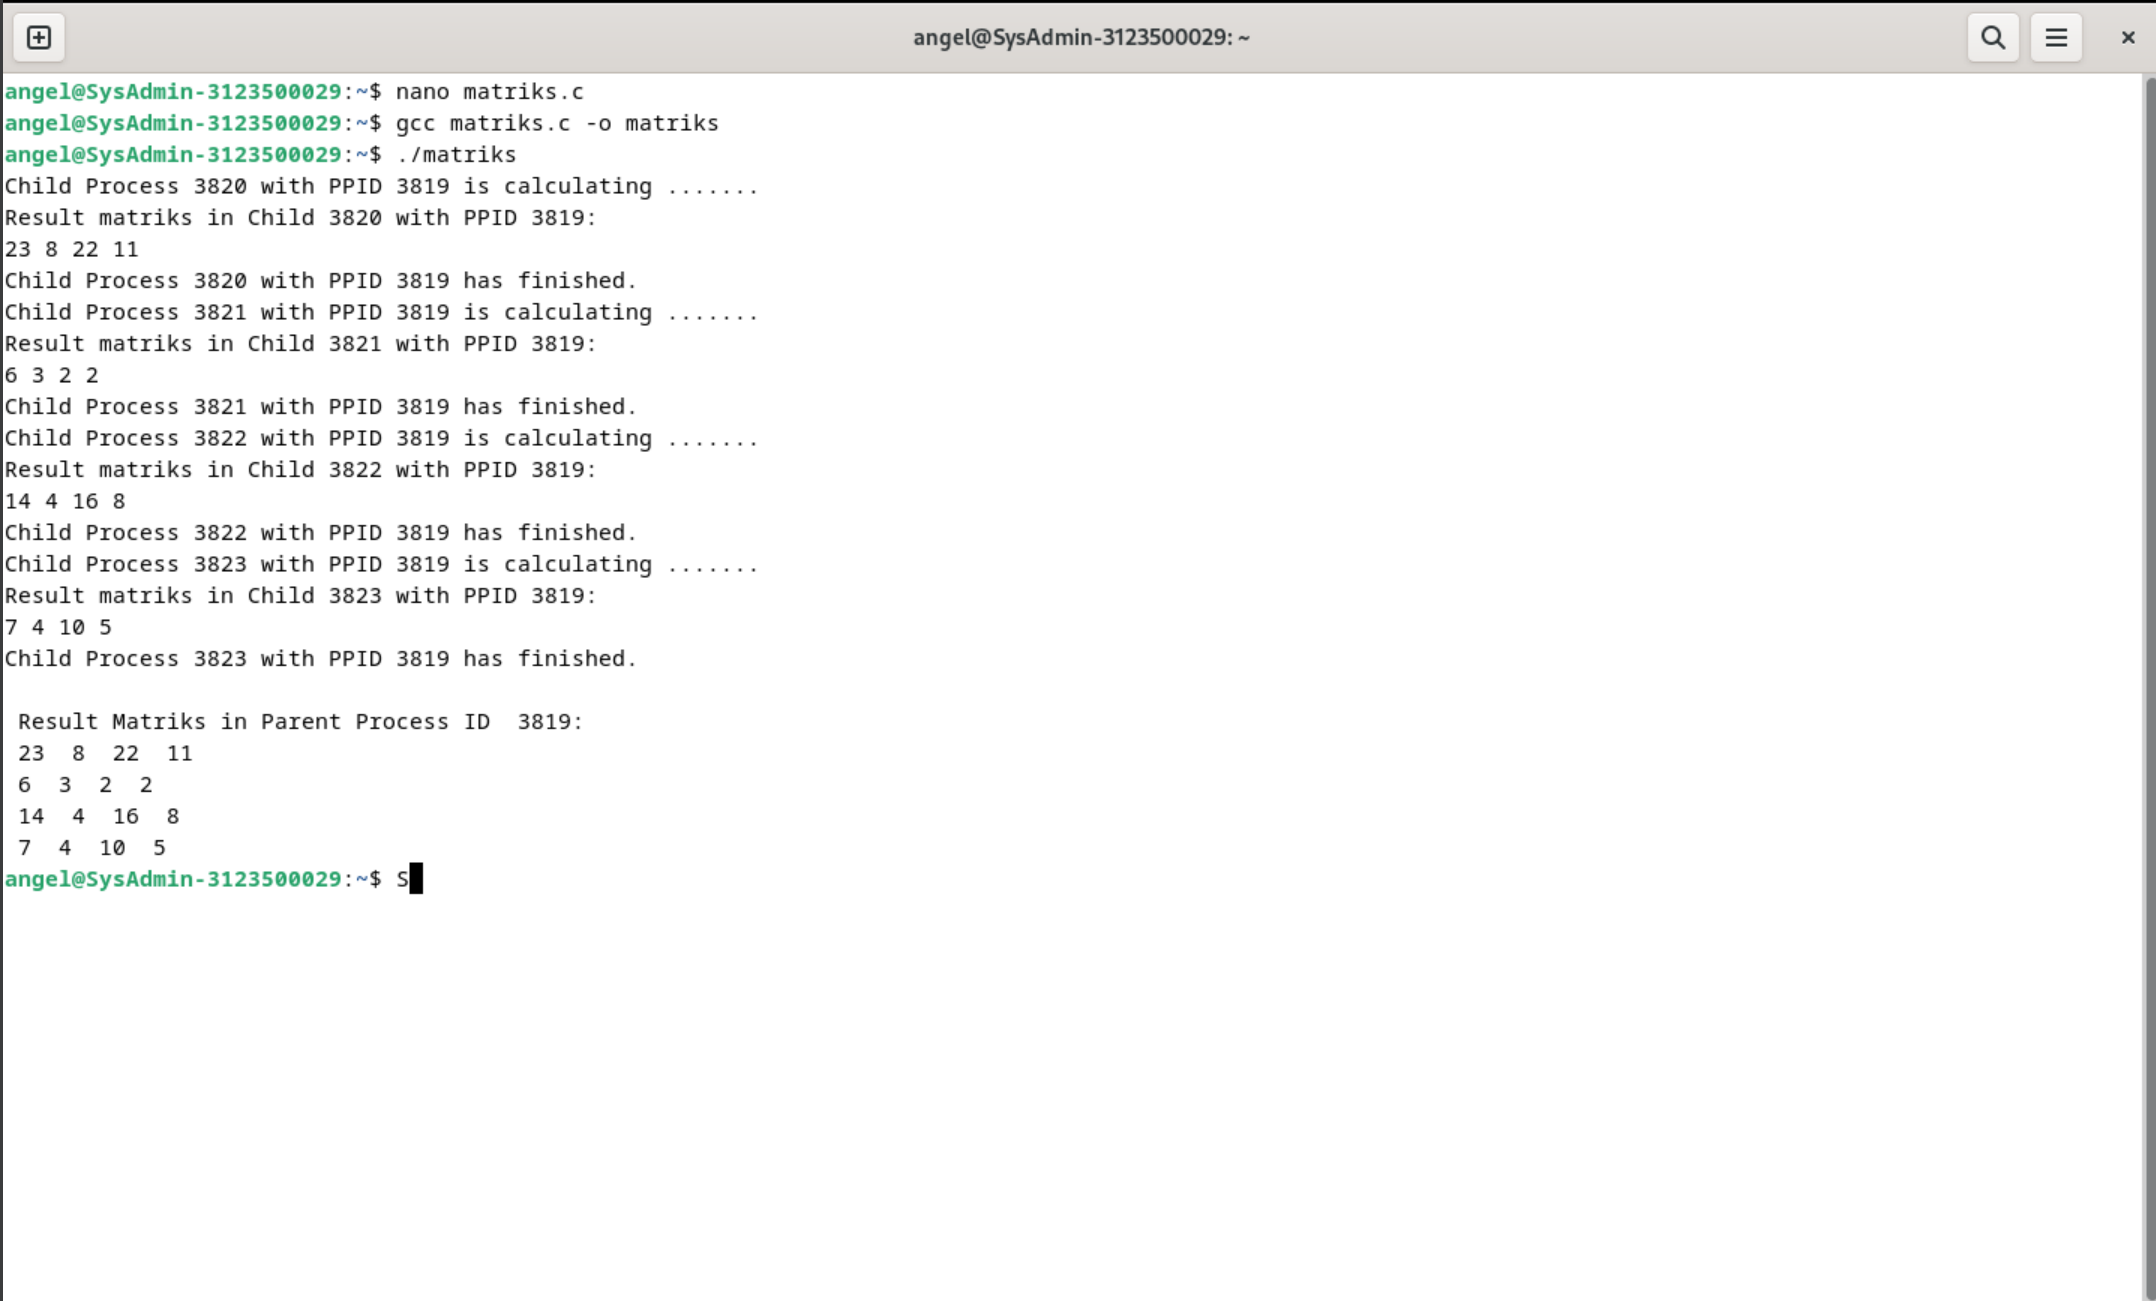 angel@SysAdmin-3123500029: ~
angel@SysAdmin-3123500029:~$ nano matriks.c
angel@SysAdmin-3123500029:~$ gcc matriks.c -o matriks
angel@SysAdmin-3123500029:~$ ./matriks
Child Process 3820 with PPID 3819 is calculating .......
Result matriks in Child 3820 with PPID 3819:
23 8 22 11
Child Process 3820 with PPID 3819 has finished.
Child Process 3821 with PPID 3819 is calculating .......
Result matriks in Child 3821 with PPID 3819:
6 3 2 2
Child Process 3821 with PPID 3819 has finished.
Child Process 3822 with PPID 3819 is calculating .......
Result matriks in Child 3822 with PPID 3819:
14 4 16 8
Child Process 3822 with PPID 3819 has finished.
Child Process 3823 with PPID 3819 is calculating .......
Result matriks in Child 3823 with PPID 3819:
7 4 10 5
Child Process 3823 with PPID 3819 has finished.

 Result Matriks in Parent Process ID  3819:
 23  8  22  11
 6  3  2  2
 14  4  16  8
 7  4  10  5
angel@SysAdmin-3123500029:~$ S